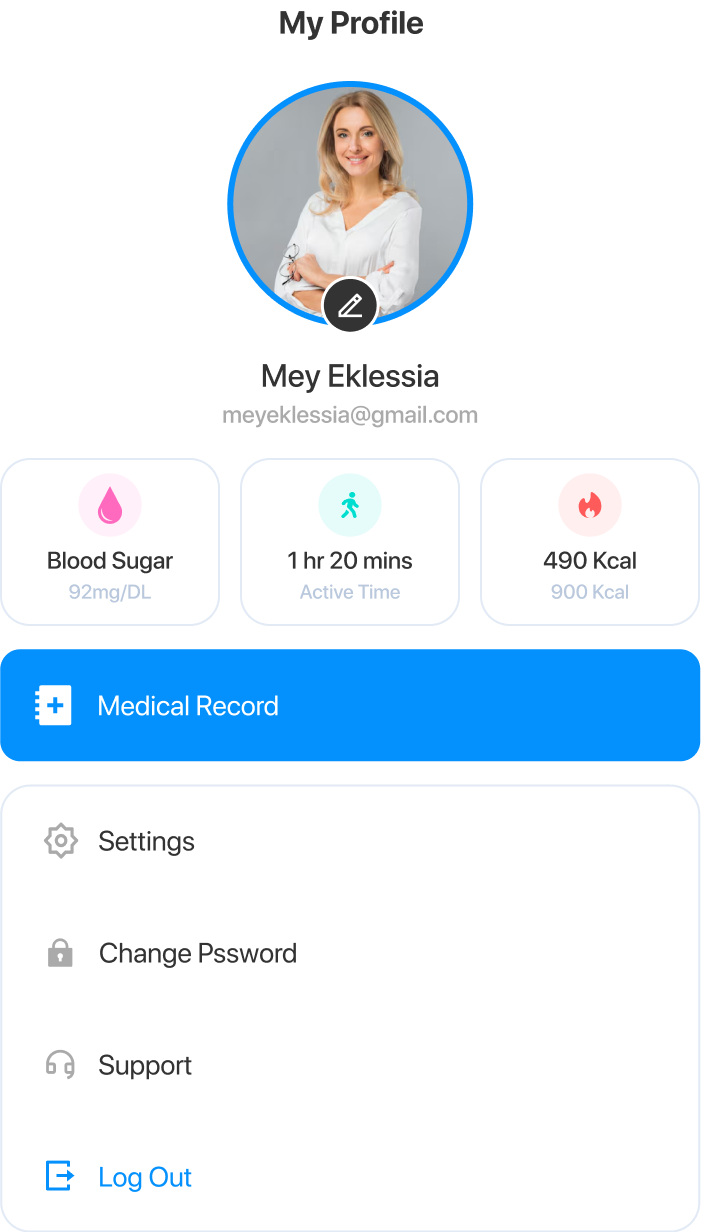 My Profile
Mey Eklessia
meyeklessia@gmail.com
Blood Sugar
92mg/DL
1 hr 20 mins
Active Time
490 Kcal
900 Kcal
Medical Record
Settings
Change Pssword
Support
Log Out